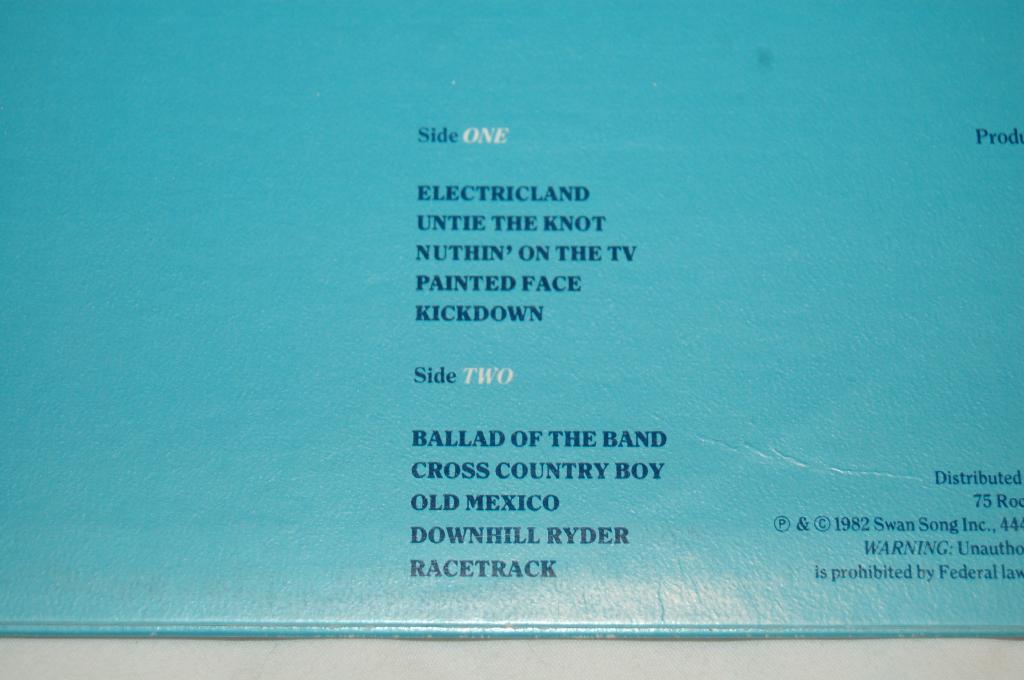 Side ONE
ELECTRICLAND
UNTIE THE KNOT
NUTHIN' ON THE TV
PAINTED FACE
KICKDOWN
Side TWO
BALLAD OF THE BAND
CROSS COUNTRY BOY
OLD MEXICO
DOWNHILL RYDER
RACETRACK
Produ
Distributed
75 Roc
Ⓟ & © 1982 Swan Song Inc., 444
WARNING: Unautho
is prohibited by Federal law